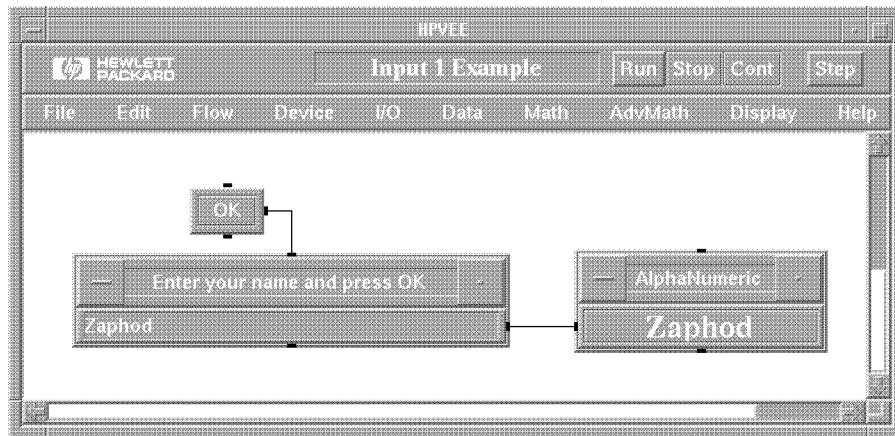 HPVEE
hp HEWLETT PACKARD Input 1 Example Run Stop Cont Step
File Edit Flow Device I/O Data Math AdvMath Display Help
OK
Enter your name and press OK AlphaNumeric
Zaphod Zaphod